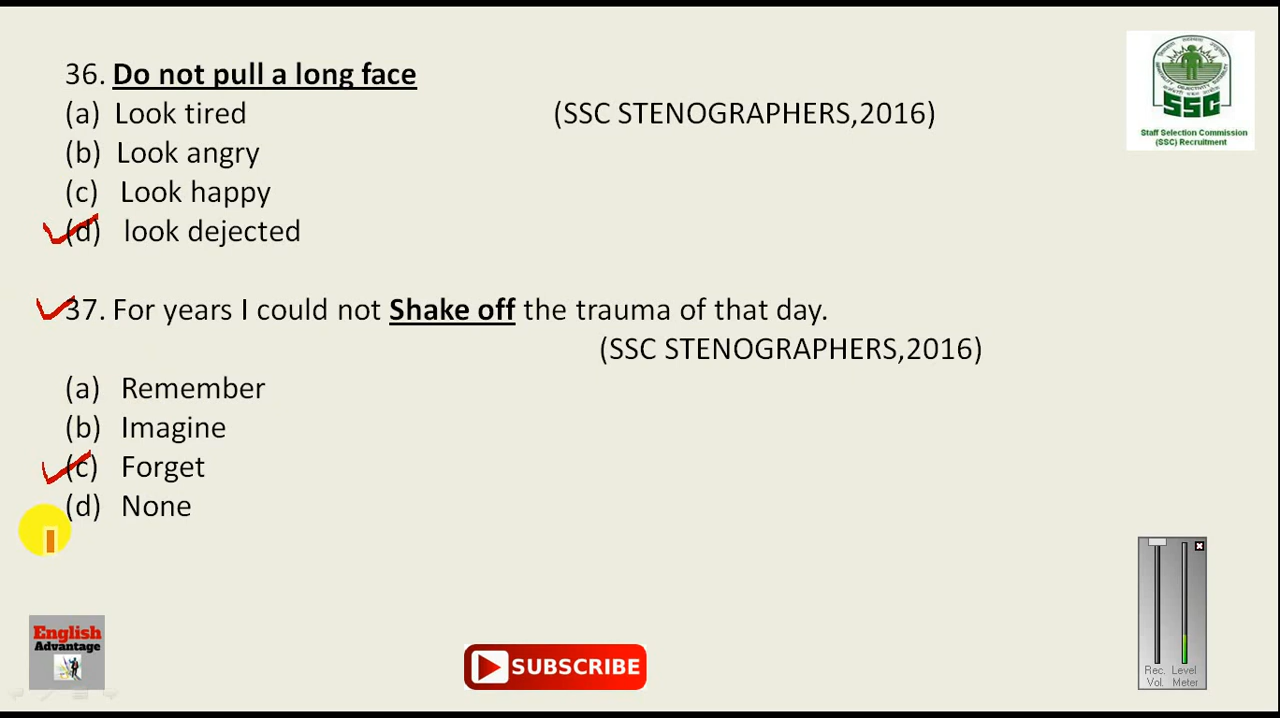 36. Do not pull a long face
(a) Look tired (SSC STENOGRAPHERS,2016)
(b) Look angry
(c) Look happy
(d) look dejected
SSC
Staff Selection Commission
(SSC) Recruitment
37. For years I could not Shake off the trauma of that day.
(SSC STENOGRAPHERS,2016)
(a) Remember
(b) Imagine
(c) Forget
(d) None
Rec. Level
Vol. Meter
English
Advantage
SUBSCRIBE